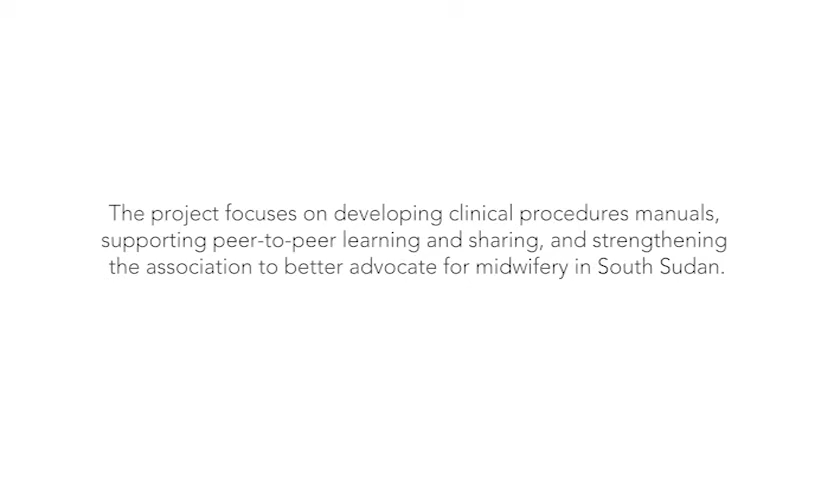 The project focuses on developing clinical procedures manuals,
supporting peer-to-peer learning and sharing, and strengthening
the association to better advocate for midwifery in South Sudan.